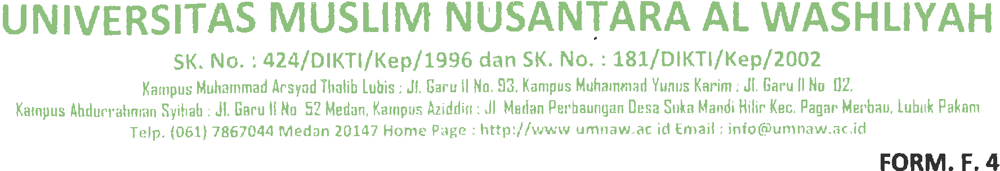 UNIVERSITAS MUSLIM NUSANTARA AL WASHLIYAH
SK. No. : 424/DIKTI/Kep/1996 dan SK. No. : 181/DIKTI/Kep/2002
Kampus Muhammad Arsyad Thalib Lubis : Jl. Garu II No. 93, Kampus Muhammad Yunus Karim : Jl. Garu II No 02,
Kampus Abdurrahman Syihab : Jl. Garu II No 52 Medan, Kampus Aziddin : Jl Medan Perbaungan Desa Suka Mandi Hilir Kec. Pagar Merbau, Lubuk Pakam
Telp. (061) 7867044 Medan 20147 Home Page : http://www umnaw.ac id Email : info@umnaw.ac.id
FORM. F. 4